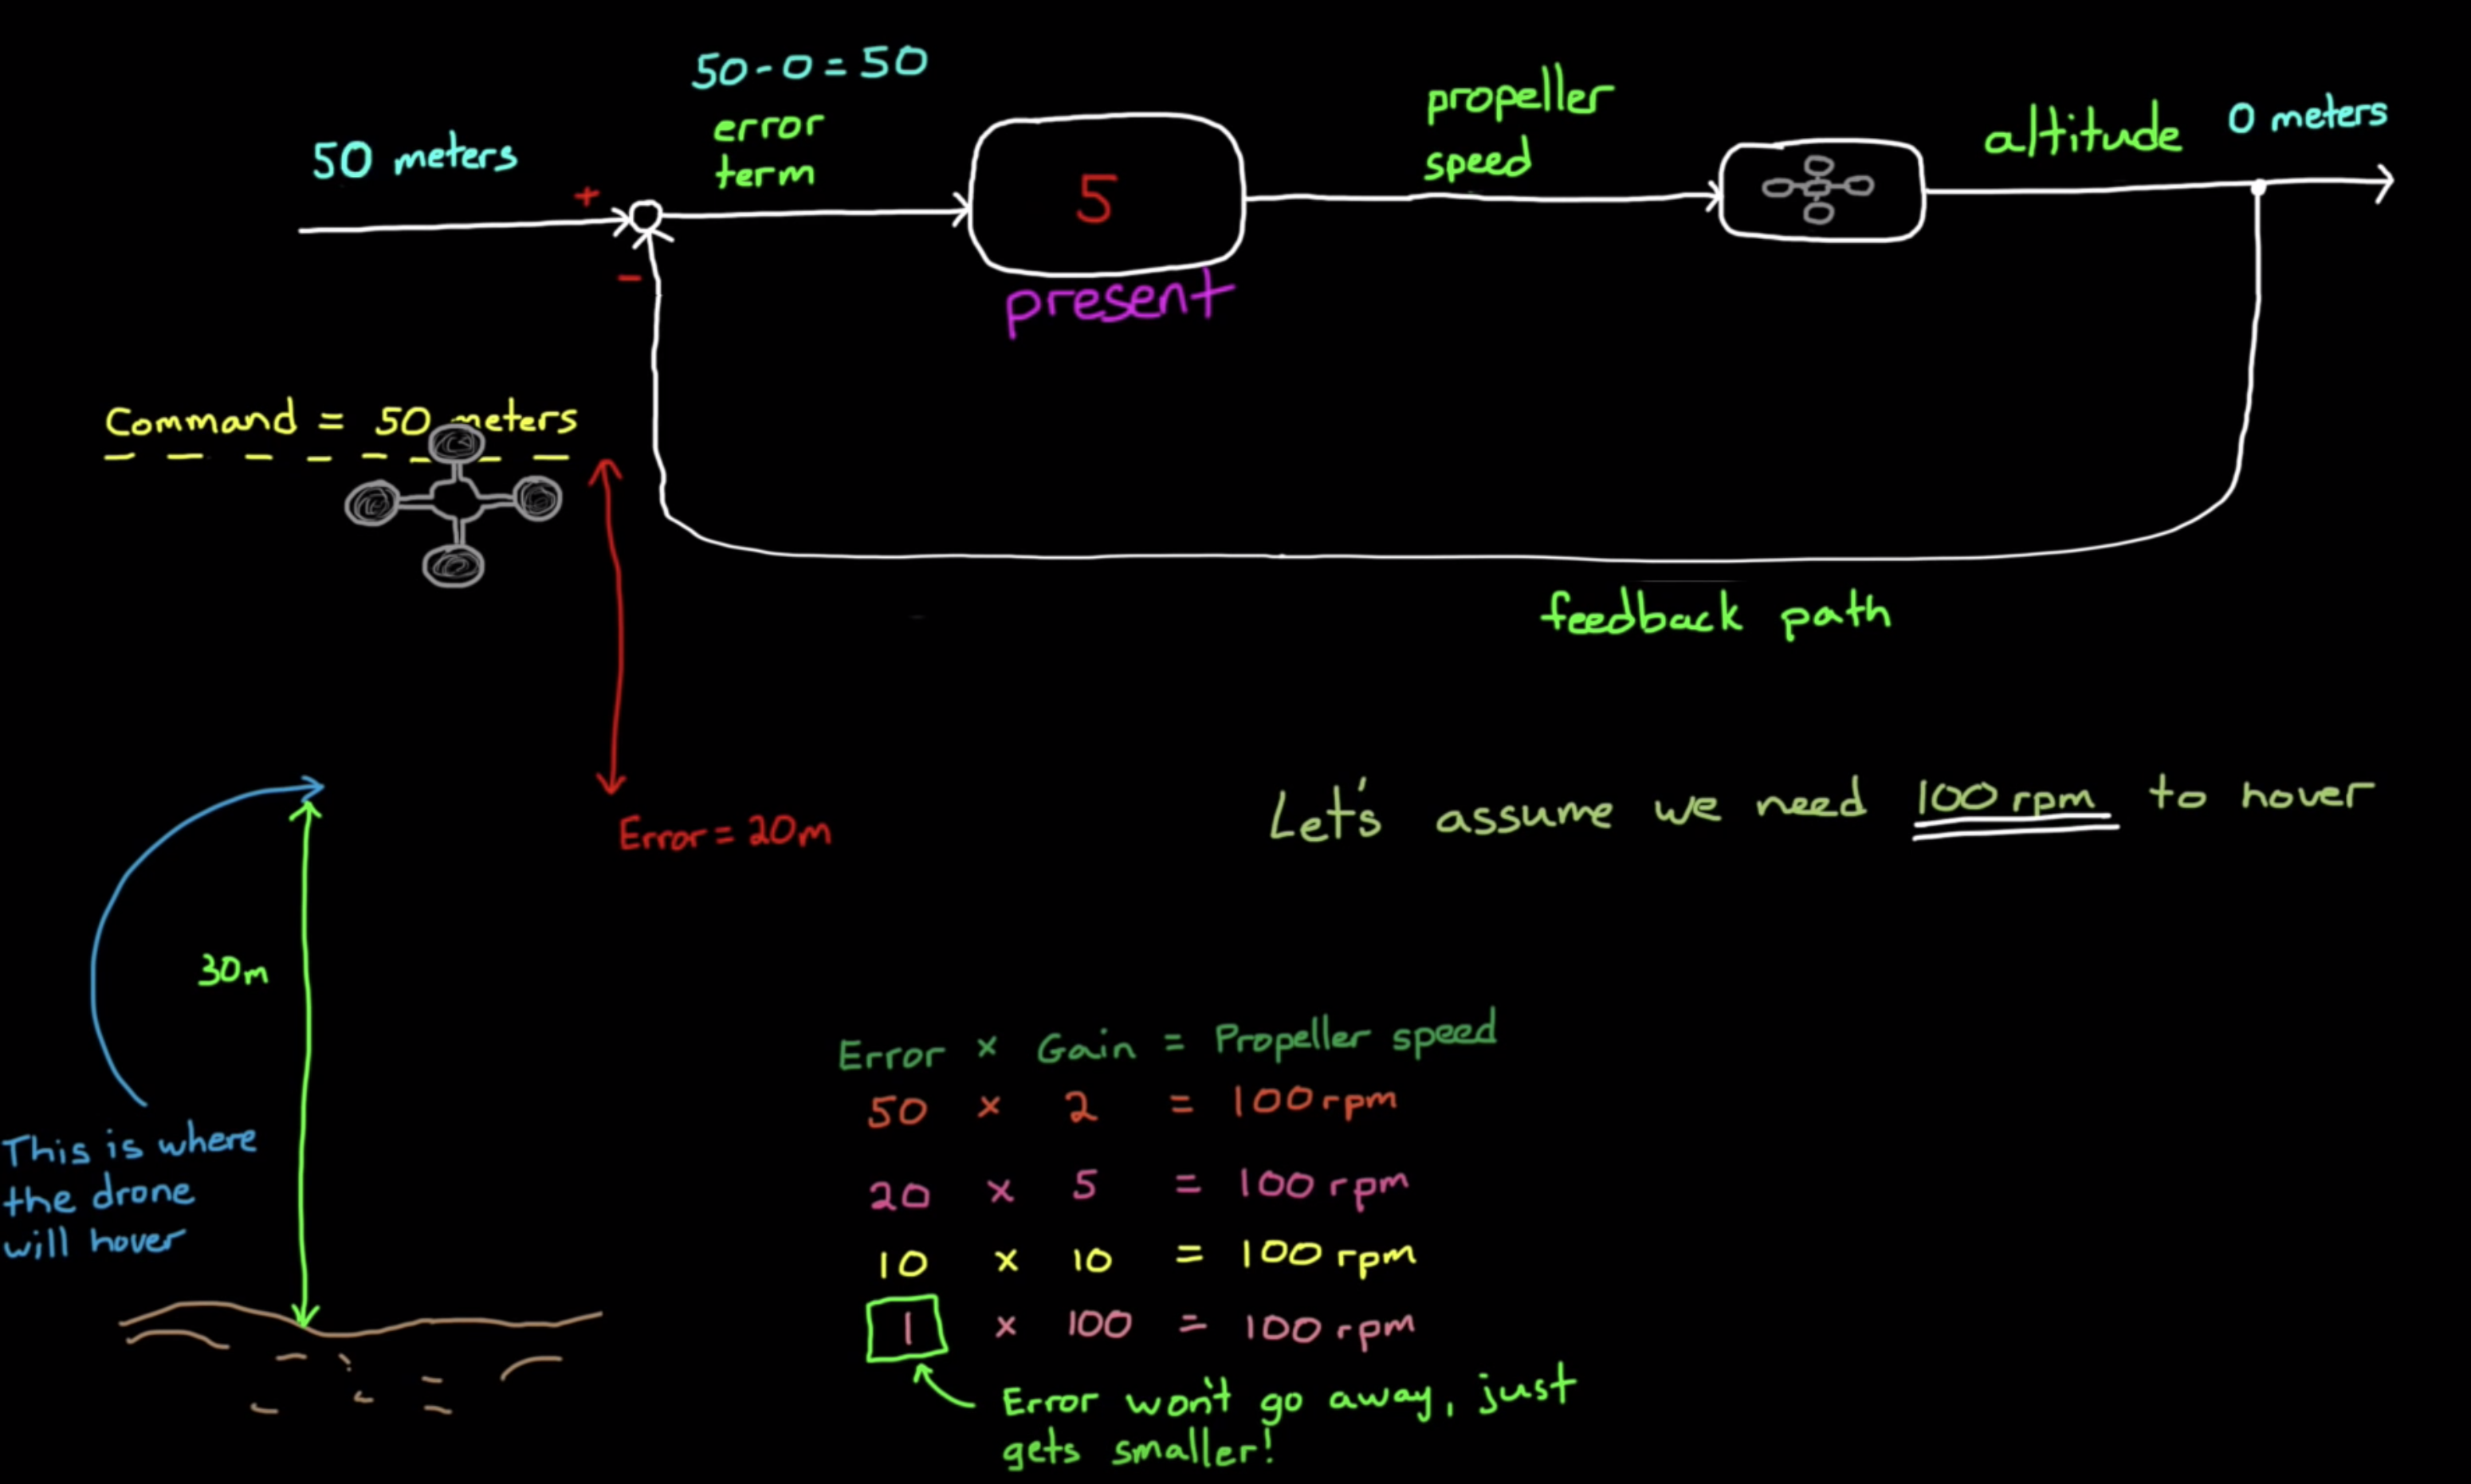 50 - 0 = 50
error
term
50 meters
+
-
5
present
propeller
speed
altitude
0 meters
Command = 50 meters
feedback path
Error = 20m
Let's assume we need 100 rpm to hover
30m
This is where
the drone
will hover
Error x Gain = Propeller speed
50 x 2 = 100 rpm
20 x 5 = 100 rpm
10 x 10 = 100 rpm
1 x 100 = 100 rpm
Error won't go away, just
gets smaller!